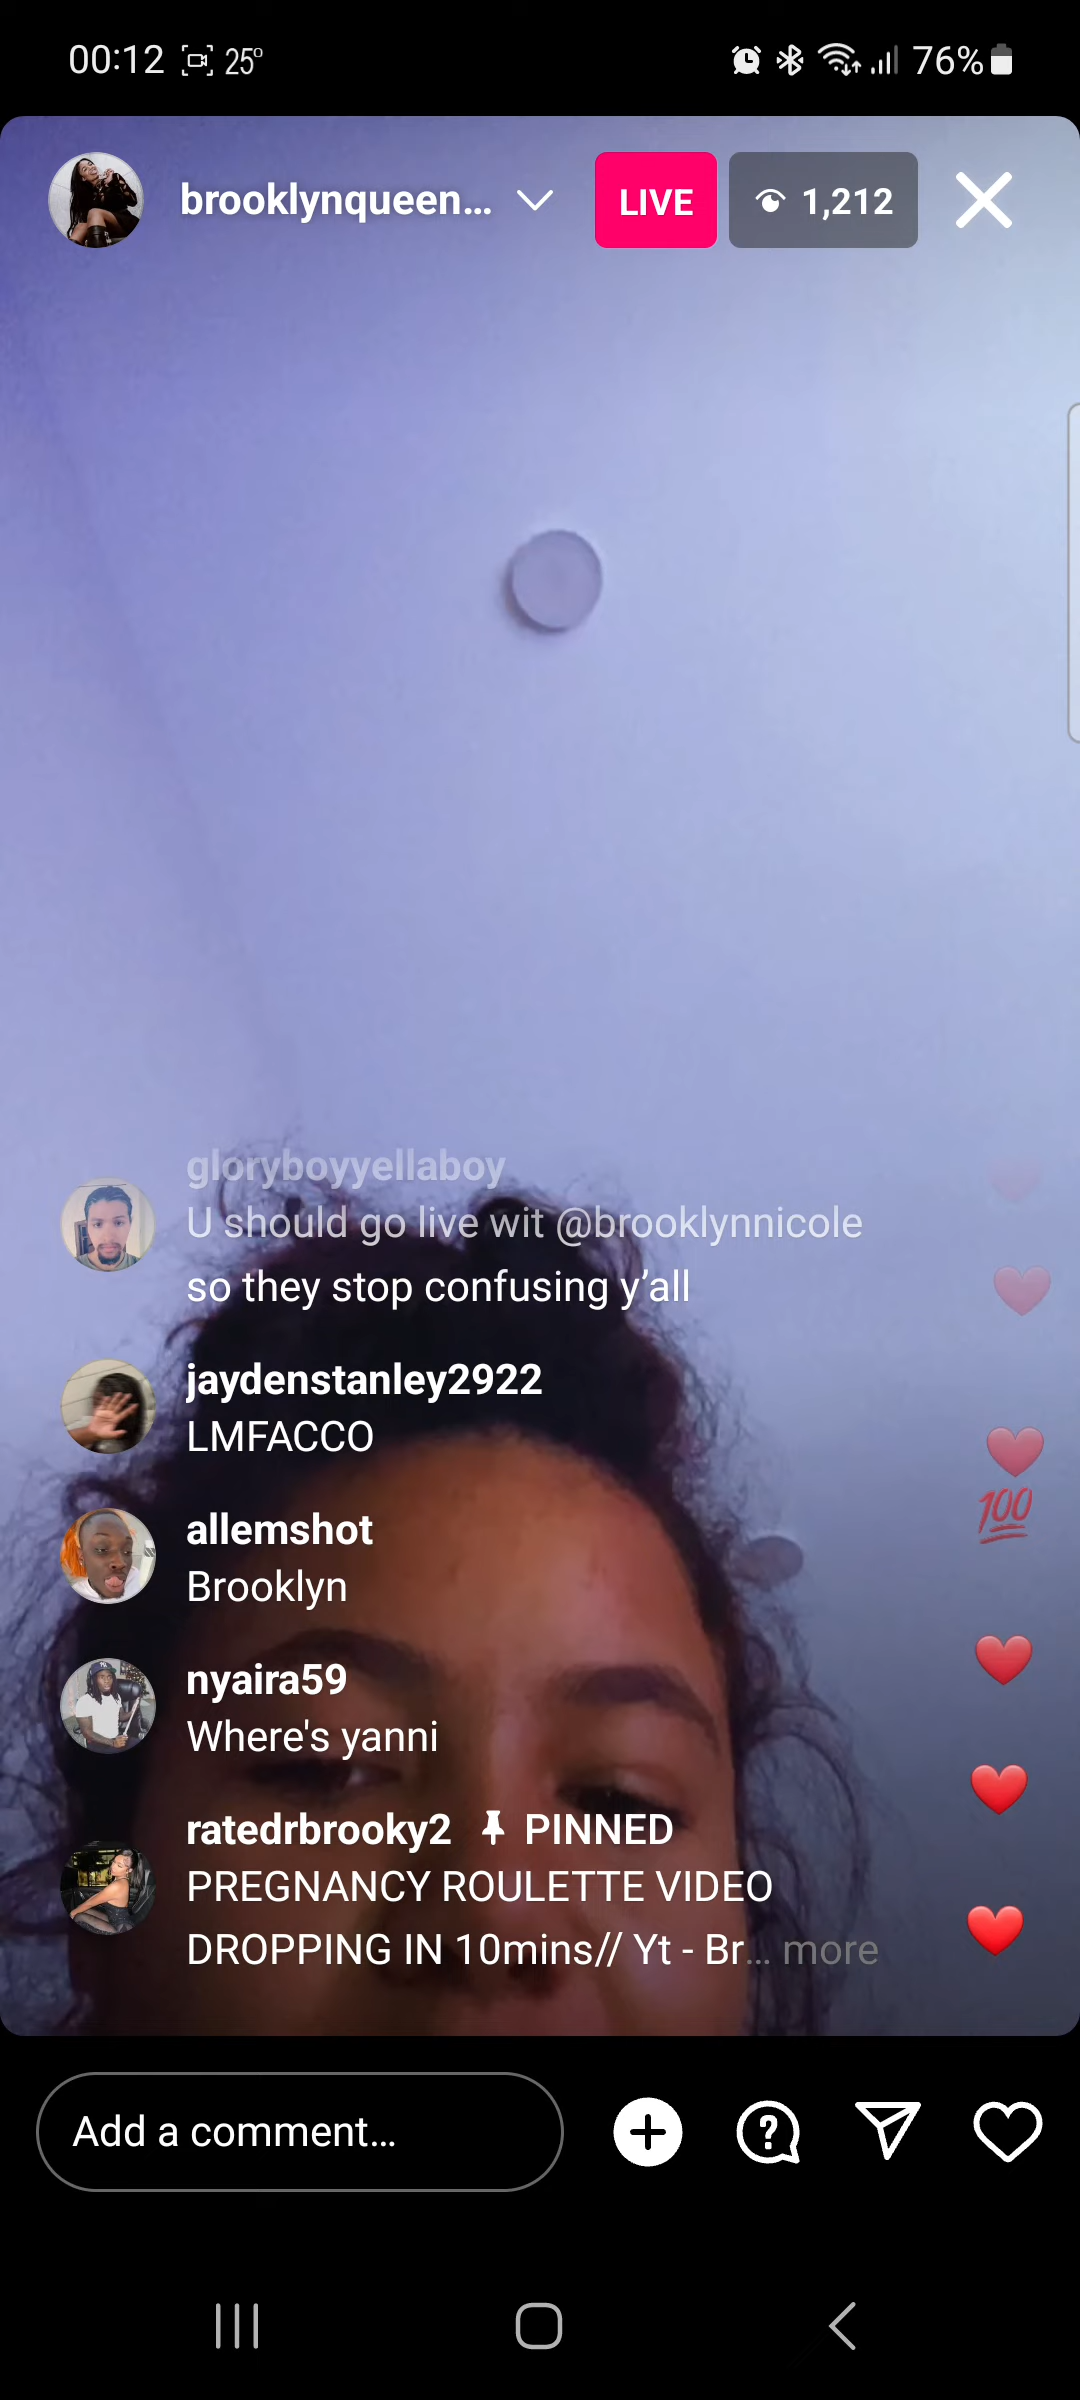 00:12 25°
76%
brooklynqueen...
LIVE
1,212
gloryboyyellaboy
U should go live wit @brooklynnicole
so they stop confusing y’all
jaydenstanley2922
LMFACCO
allemshot
Brooklyn
nyaira59
Where's yanni
ratedrbrooky2 PINNED
PREGNANCY ROULETTE VIDEO
DROPPING IN 10mins// Yt - Br... more
100
Add a comment...